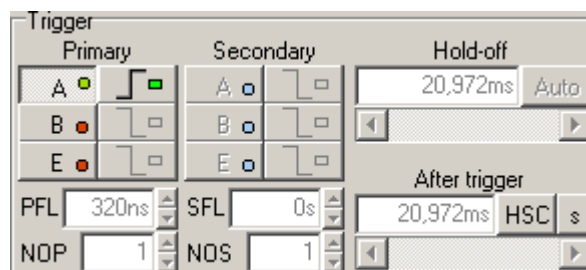 Trigger
Primary Secondary Hold-off
A A 20,972ms Auto
B B
E E
After trigger
PFL 320ns SFL 0s 20,972ms HSC s
NOP 1 NOS 1